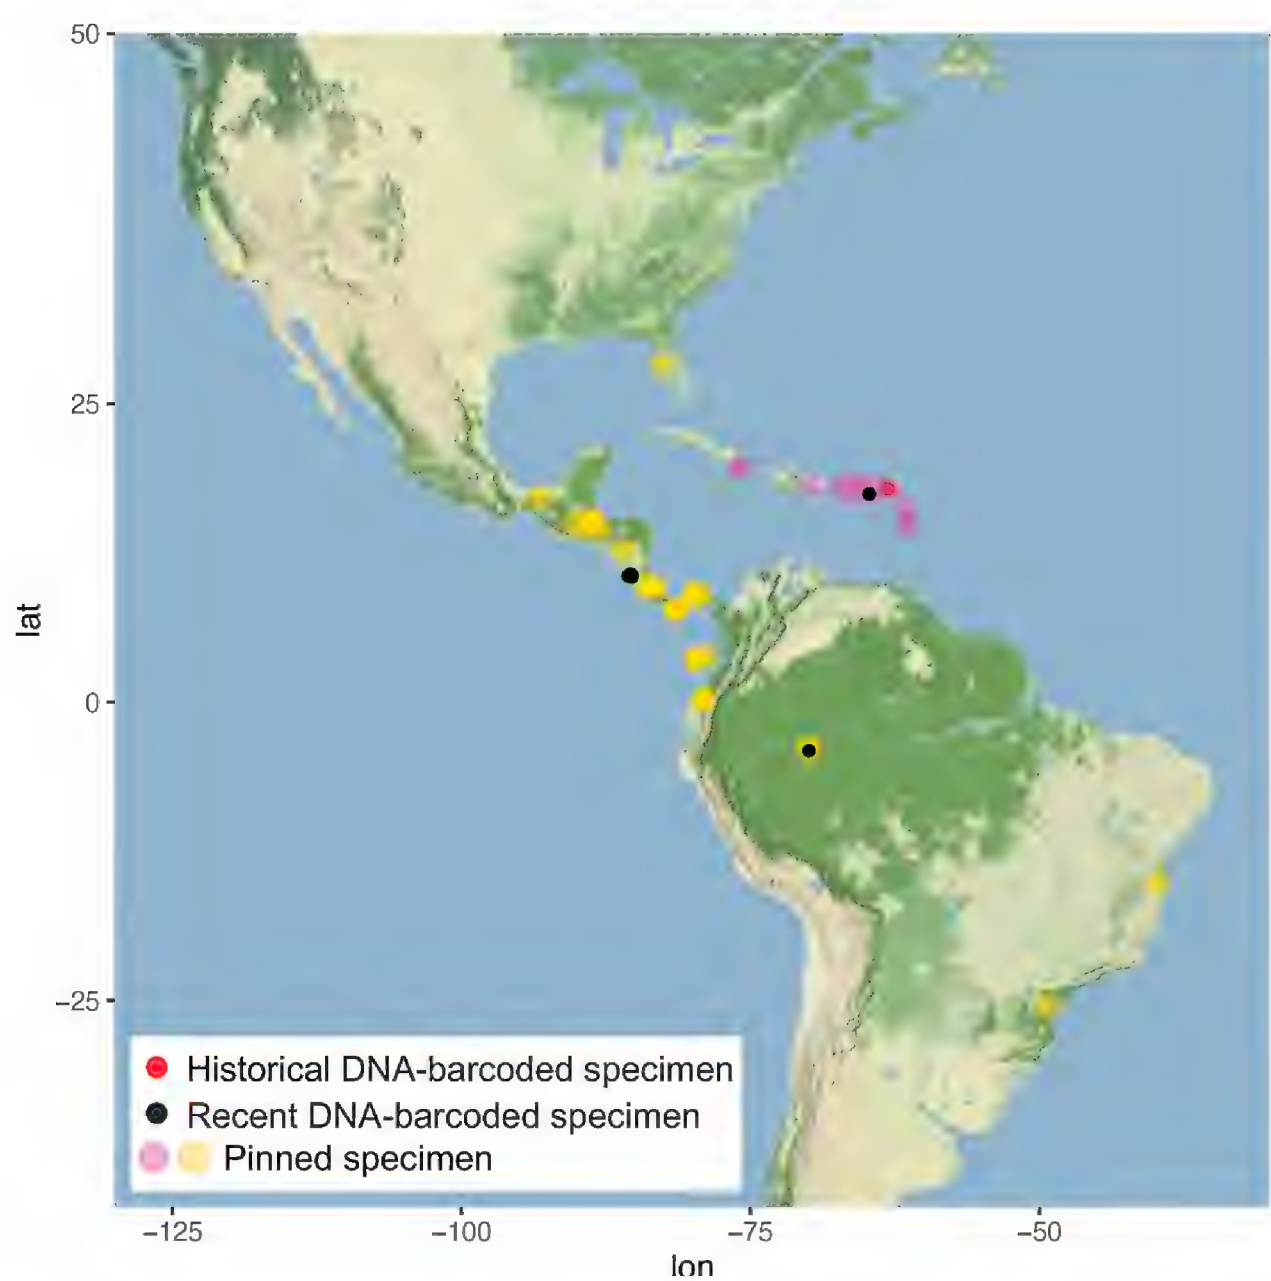 50
25
lat
0
−25
Historical DNA-barcoded specimen
Recent DNA-barcoded specimen
Pinned specimen
−125 −100 −75 −50
lon